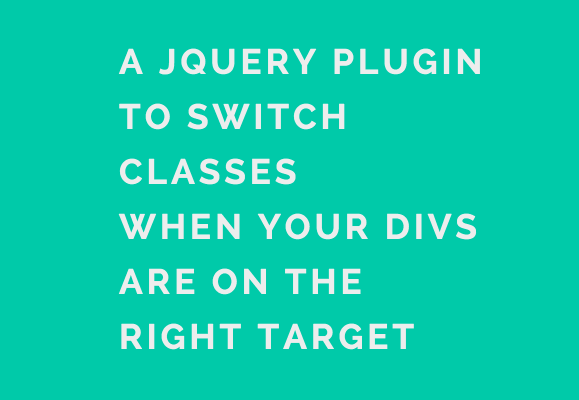 A JQUERY PLUGIN
TO SWITCH
CLASSES
WHEN YOUR DIVS
ARE ON THE
RIGHT TARGET